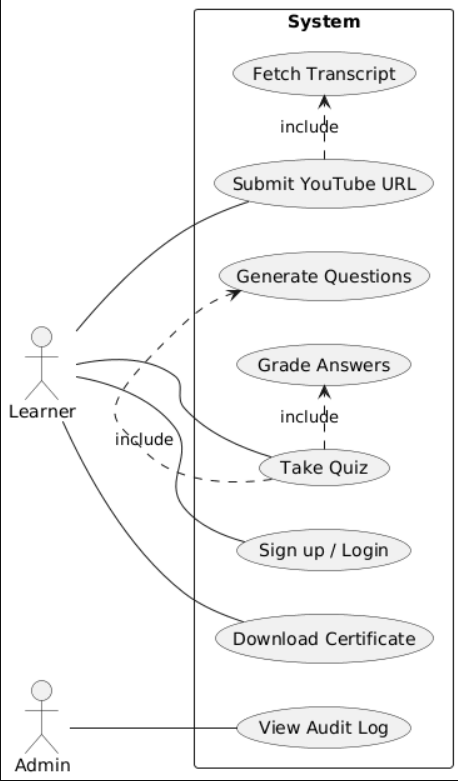 System
Fetch Transcript
include
Submit YouTube URL
Generate Questions
Grade Answers
Learner
include
include
Take Quiz
Sign up / Login
Download Certificate
View Audit Log
Admin